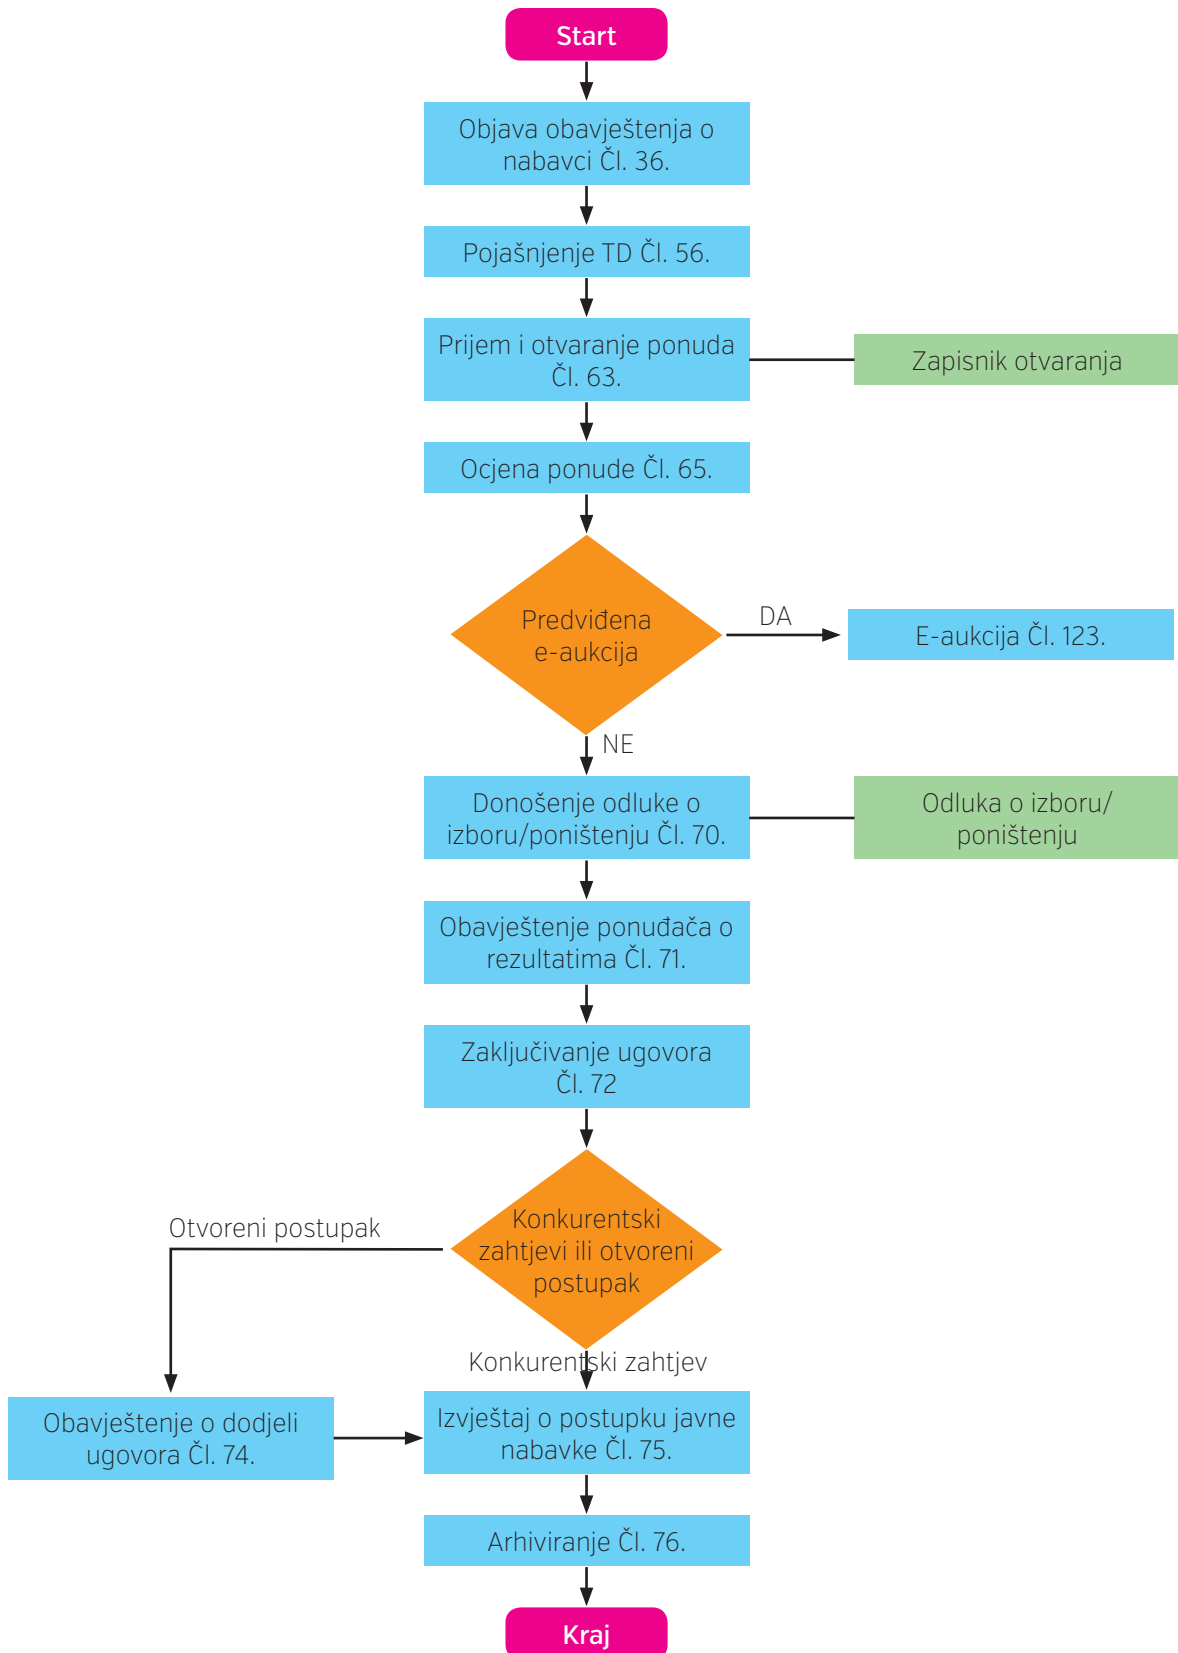 Start
Objava obavještenja o
nabavci Čl. 36.
Pojašnjenje TD Čl. 56.
Prijem i otvaranje ponuda
Čl. 63.
Zapisnik otvaranja
Ocjena ponude Čl. 65.
Predviđena
e-aukcija
DA
E-aukcija Čl. 123.
NE
Donošenje odluke o
izboru/poništenju Čl. 70.
Odluka o izboru/
poništenju
Obavještenje ponuđača o
rezultatima Čl. 71.
Zaključivanje ugovora
Čl. 72
Konkurentski
zahtjevi ili otvoreni
postupak
Otvoreni postupak
Konkurentski zahtjev
Obavještenje o dodjeli
ugovora Čl. 74.
Izvještaj o postupku javne
nabavke Čl. 75.
Arhiviranje Čl. 76.
Kraj